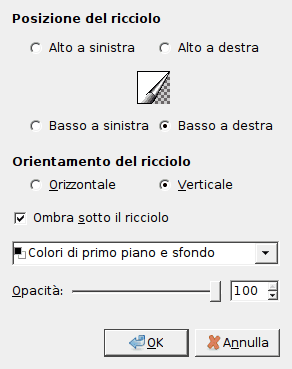 Posizione del ricciolo
Alto a sinistra Alto a destra
Basso a sinistra Basso a destra
Orientamento del ricciolo
Orizzontale Verticale
Ombra sotto il ricciolo
Colori di primo piano e sfondo
Opacità: 100
OK Annulla